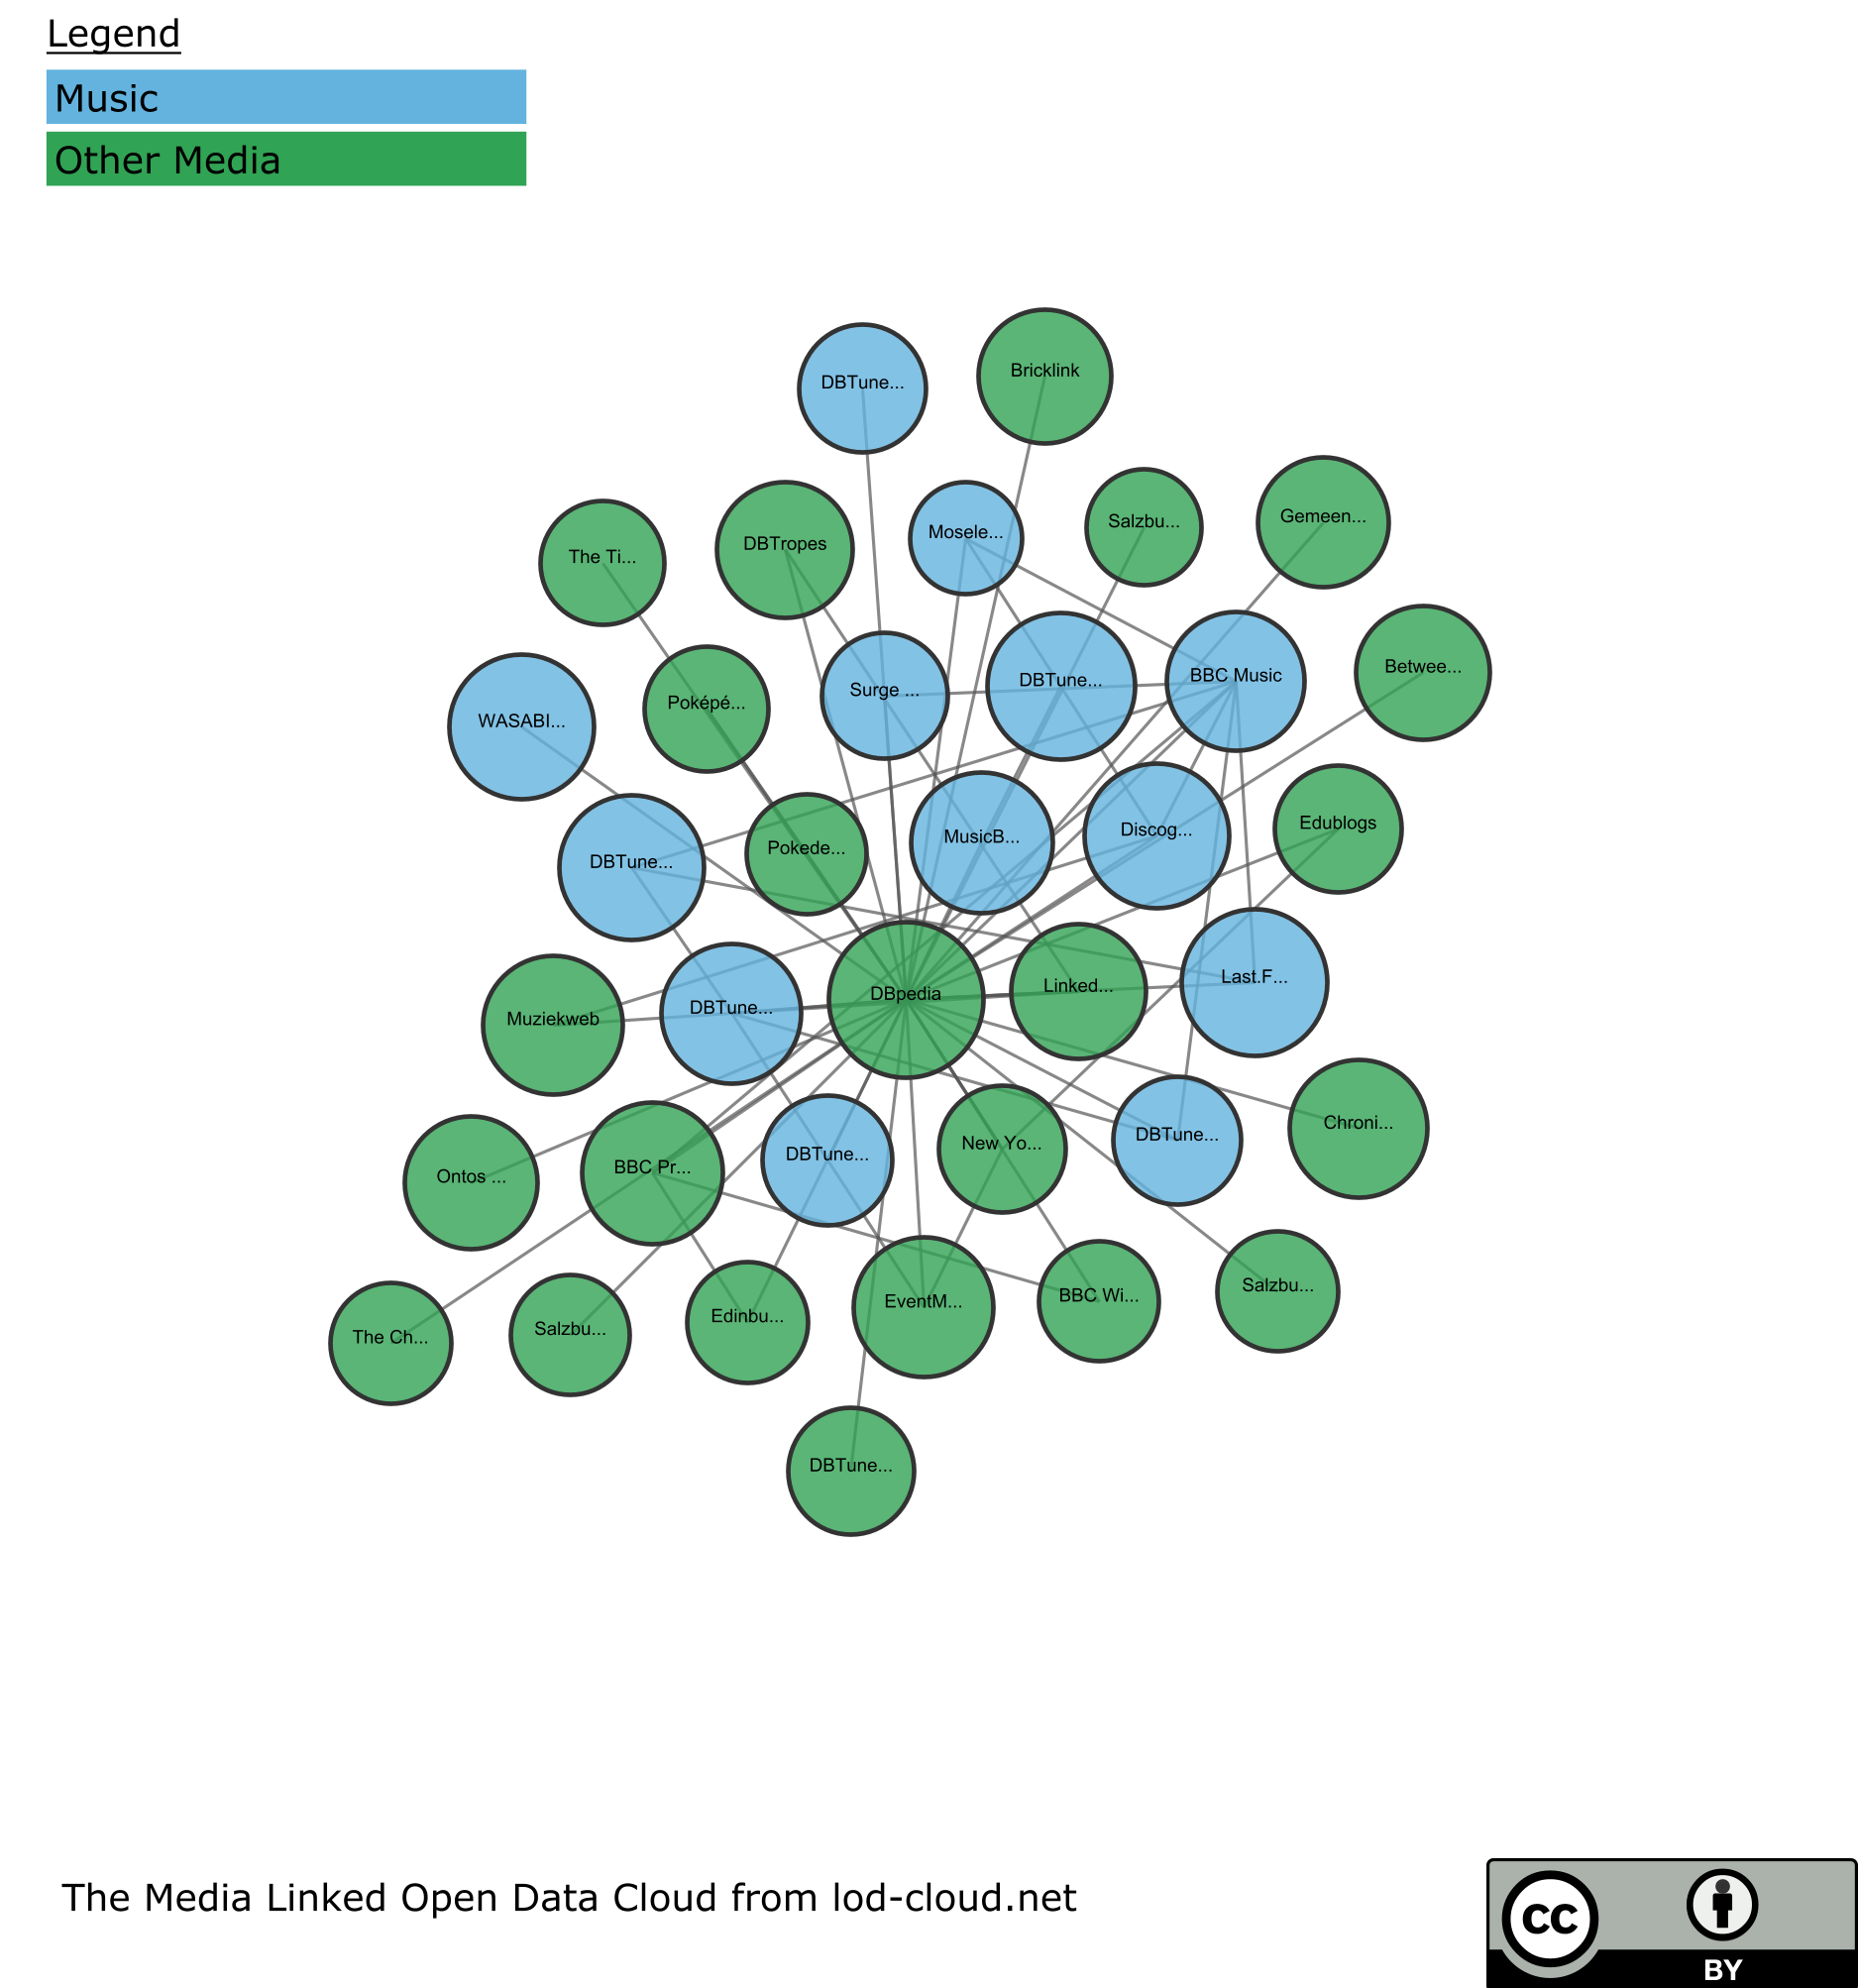 Legend
Music
Other Media
Bricklink
DBTune...
Gemeen...
Salzbu...
Mosele...
DBTropes
The Ti...
Betwee...
BBC Music
DBTune...
Surge ...
Poképé...
WASABI...
Edublogs
Discog...
MusicB...
Pokede...
DBTune...
Last.F...
Linked...
DBpedia
DBTune...
Muziekweb
Chroni...
DBTune...
New Yo...
DBTune...
BBC Pr...
Ontos ...
Salzbu...
BBC Wi...
EventM...
Edinbu...
Salzbu...
The Ch...
DBTune...
The Media Linked Open Data Cloud from lod-cloud.net
cc
BY